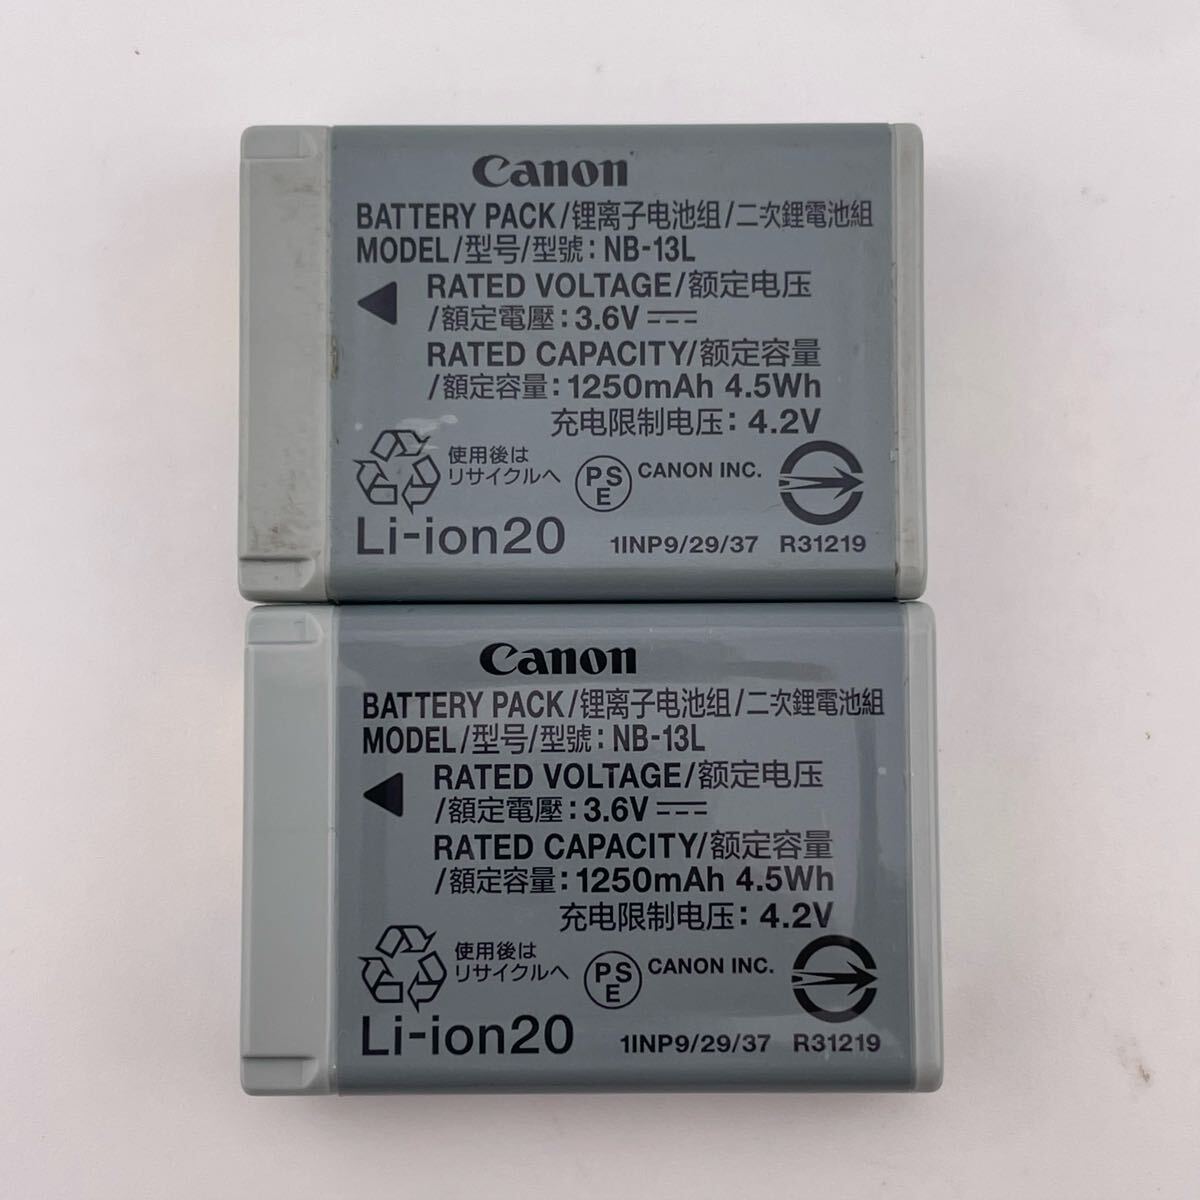 Canon
BATTERY PACK/锂离子电池组/二次鋰電池組
MODEL/型号/型號: NB-13L
RATED VOLTAGE/额定电压
/額定電壓: 3.6V
RATED CAPACITY/额定容量
/額定容量: 1250mAh 4.5Wh
充电限制电压: 4.2V
使用後は
リサイクルへ
PSE
CANON INC.
Li-ion20
1INP9/29/37 R31219
Canon
BATTERY PACK/锂离子电池组/二次鋰電池組
MODEL/型号/型號: NB-13L
RATED VOLTAGE/额定电压
/額定電壓: 3.6V
RATED CAPACITY/额定容量
/額定容量: 1250mAh 4.5Wh
充电限制电压: 4.2V
使用後は
リサイクルへ
PSE
CANON INC.
Li-ion20
1INP9/29/37 R31219